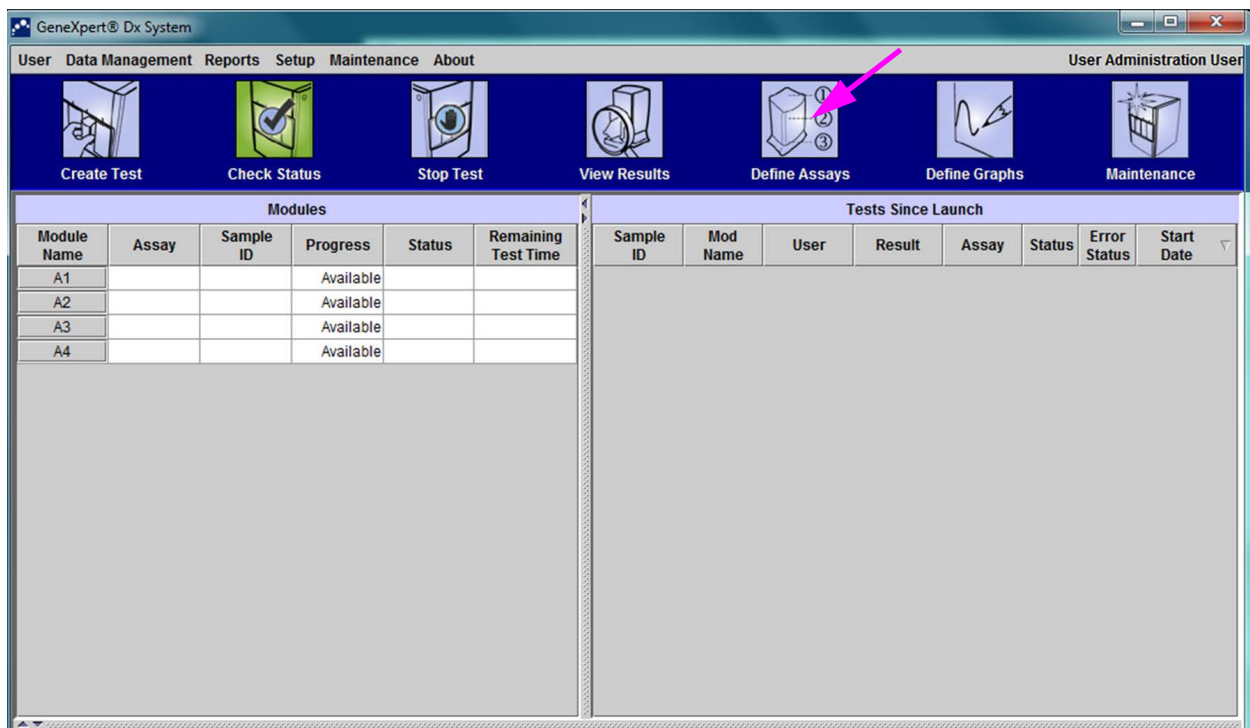 GeneXpert® Dx System
User Data Management Reports Setup Maintenance About User Administration User
① ② ③
Create Test Check Status Stop Test View Results Define Assays Define Graphs Maintenance
Modules
Module Name Assay Sample ID Progress Status Remaining Test Time
A1 Available
A2 Available
A3 Available
A4 Available
Tests Since Launch
Sample ID Mod Name User Result Assay Status Error Status Start Date